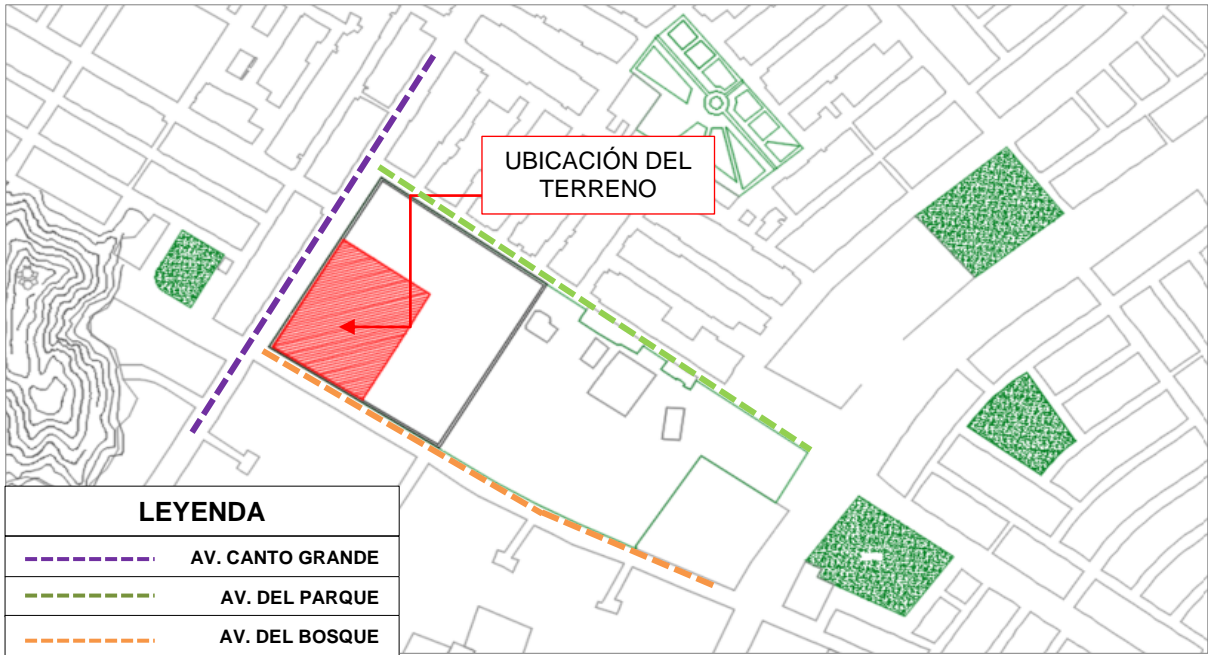 UBICACIÓN DEL
TERRENO
LEYENDA
AV. CANTO GRANDE
AV. DEL PARQUE
AV. DEL BOSQUE